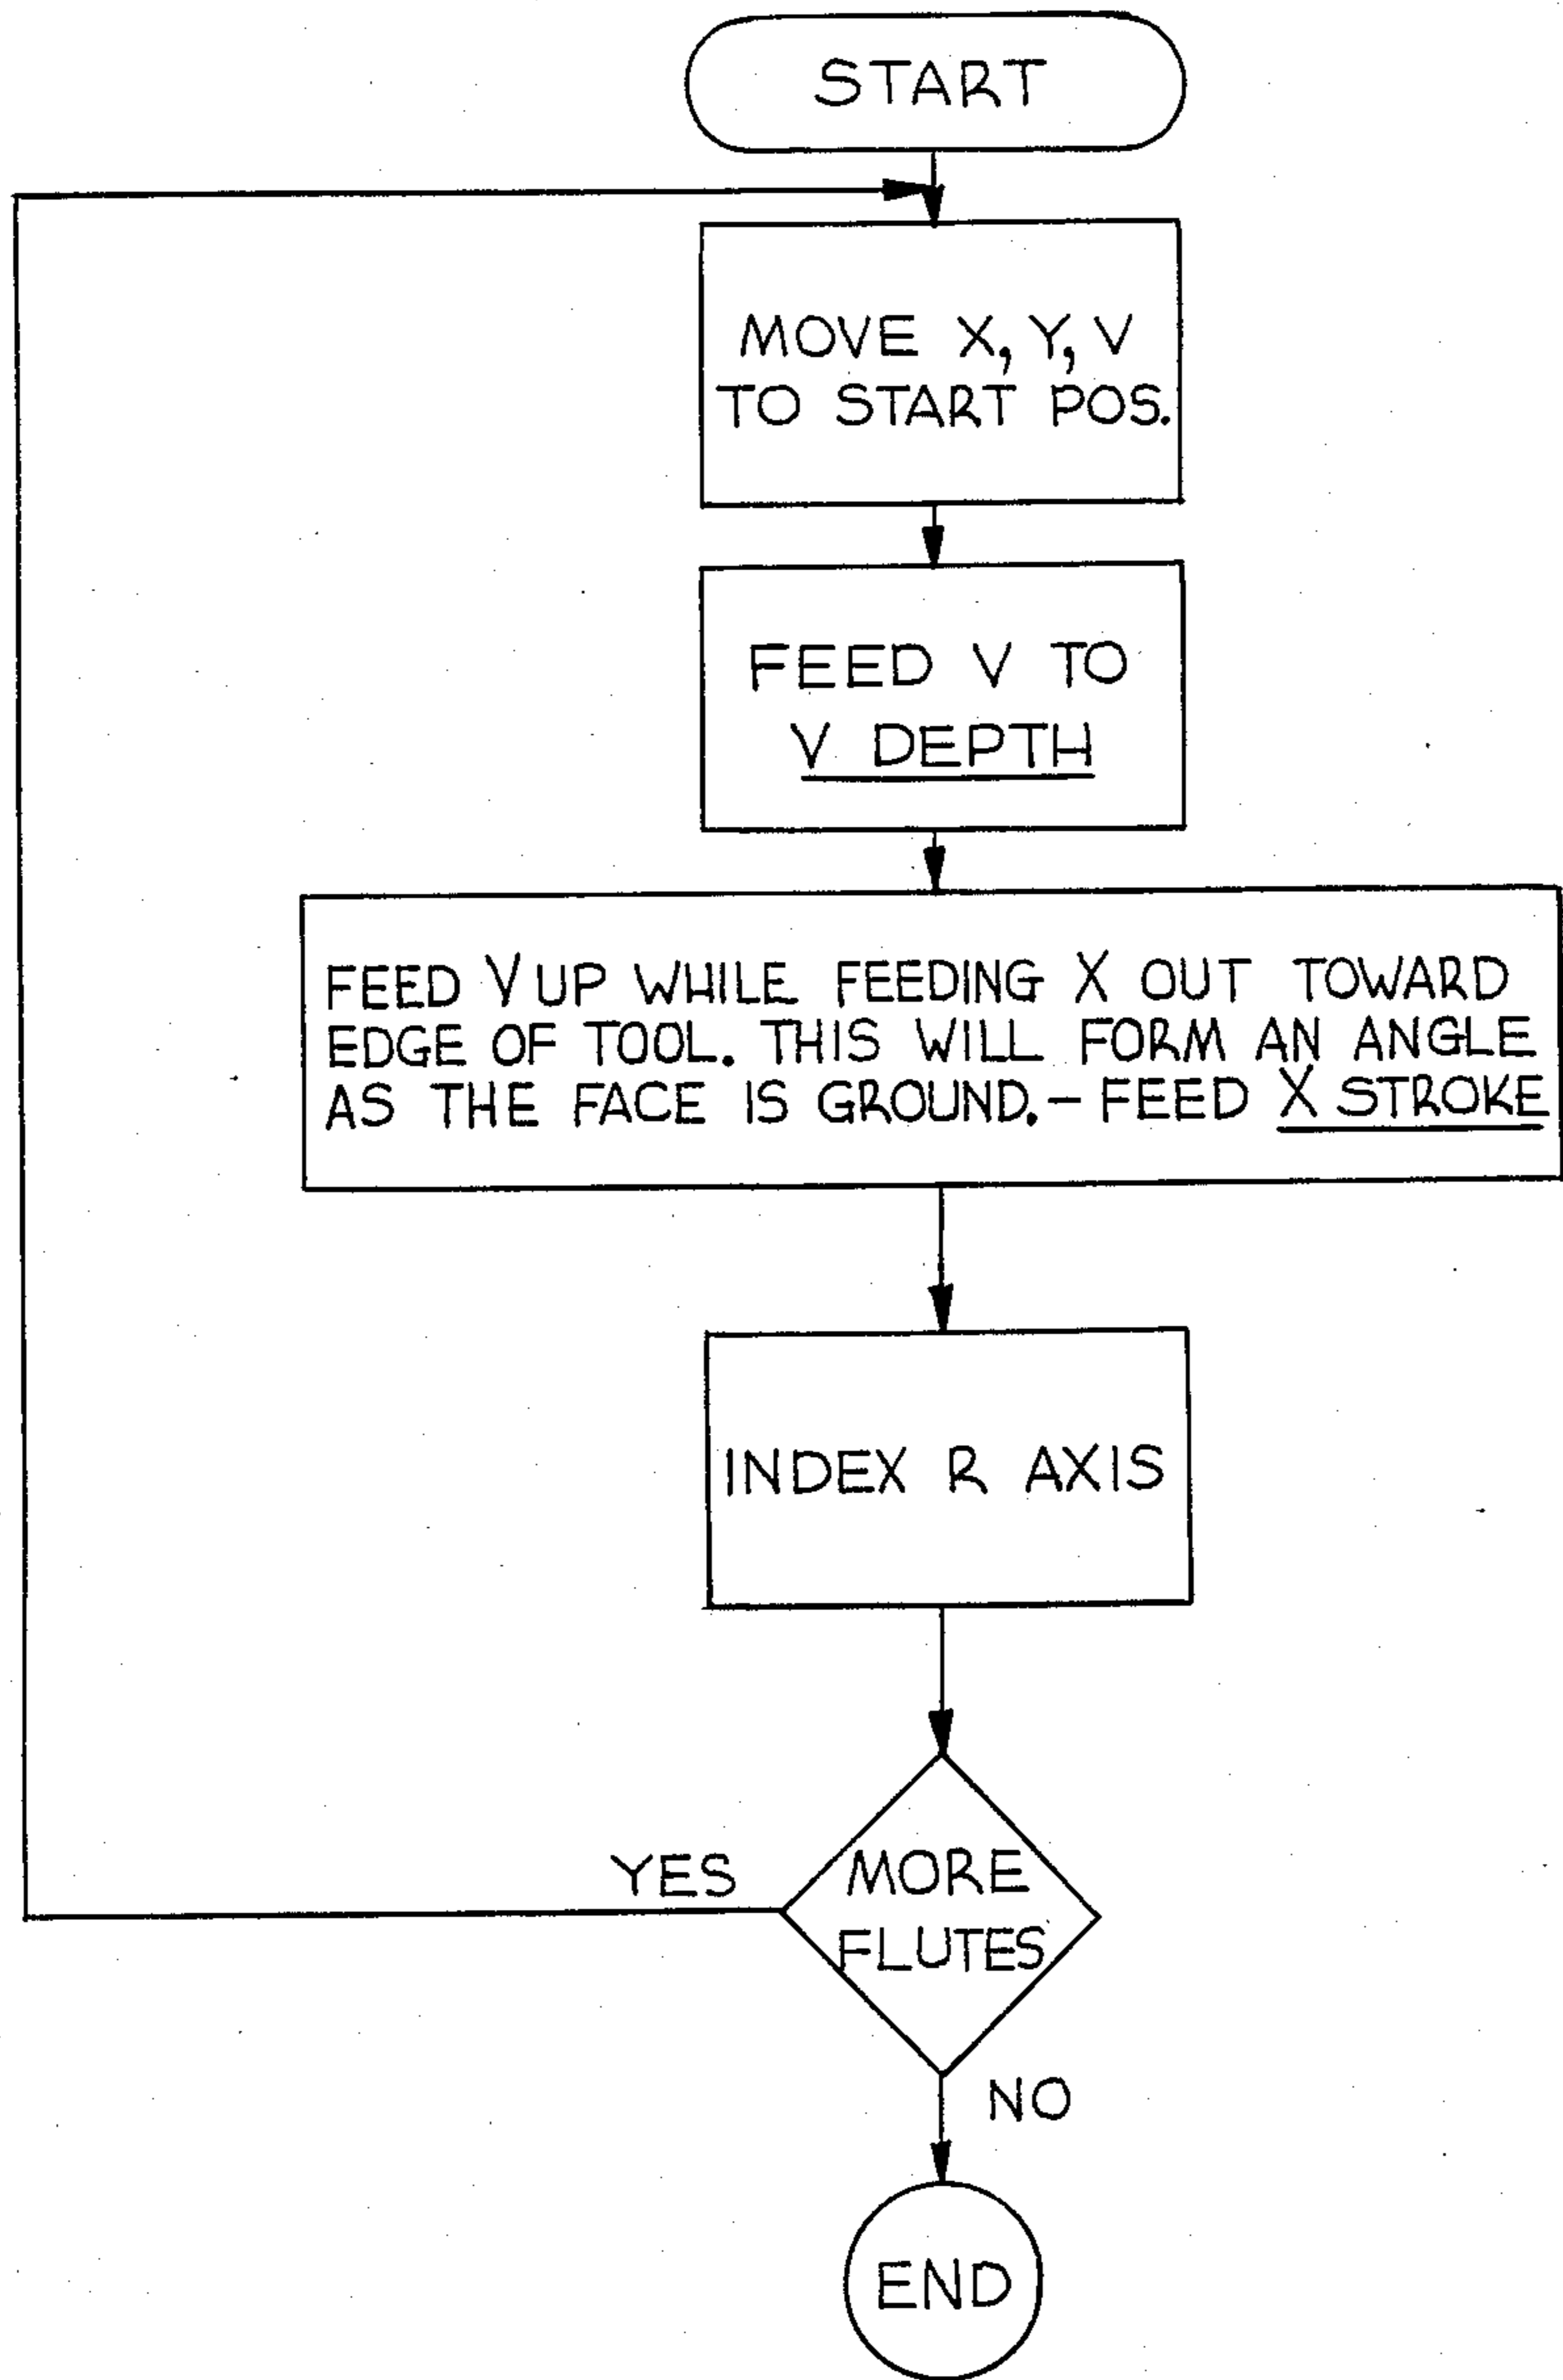 START
MOVE X, Y, V
TO START POS.
FEED V TO
V DEPTH
FEED V UP WHILE FEEDING X OUT TOWARD
EDGE OF TOOL. THIS WILL FORM AN ANGLE
AS THE FACE IS GROUND. – FEED X STROKE
INDEX R AXIS
MORE
FLUTES
YES
NO
END